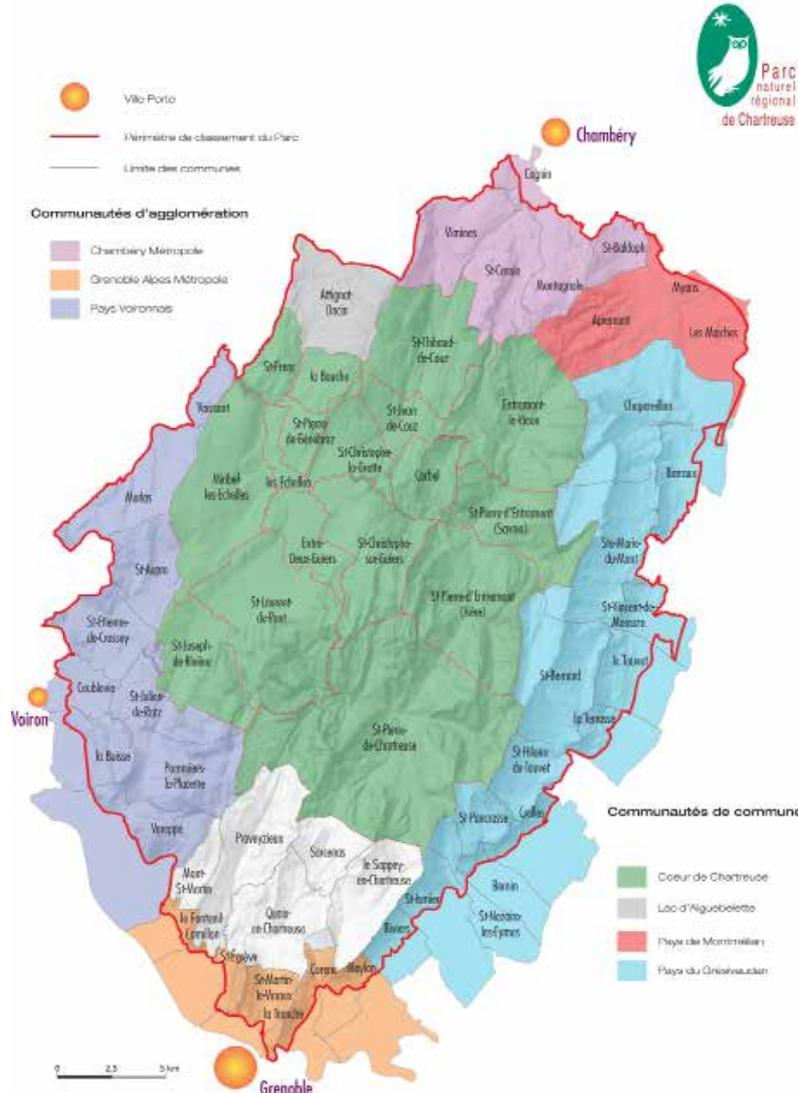 Parc
naturel
régional
de Chartreuse
Ville Porte
Périmètre de classement du Parc
Limite des communes
Communautés d'agglomération
Chambéry Métropole
Grenoble Alpes Métropole
Pays Voironnais
Chambéry
Cognin
Vimines
St-Cassin
Montagnole
St-Baldoph
Myans
Apremont
Les Marches
Attignat-
Oncin
St-Thibaud-
de-Couz
St-Franc
la Bauche
Entremont-
le-Vieux
Chapareillan
Voissant
St-Pierre
de-Genebroz
St-Jean
de-Couz
St-Christophe-
la-Grotte
Corbel
Barraux
Miribel-
les-Echelles
les Echelles
Merlas
St-Pierre-d'Entremont
(Savoie)
Entre-
Deux-Guiers
St-Christophe-
sur-Guiers
Ste-Marie-
du-Mont
St-Aupre
St-Pierre-d'Entremont
(Isère)
St-Laurent-
du-Pont
St-Vincent-de-
Mercuze
St-Etienne-
de-Crossey
St-Joseph-
de-Rivière
le Touvet
St-Bernard
Coublevie
St-Julien-
de-Ratz
Voiron
la Terrasse
St-Pierre-
de-Chartreuse
St-Hilaire-
du-Touvet
la Buisse
Pommiers-
la-Placette
St-Pancrasse
Crolles
Voreppe
Proveyzieux
Sarcenas
le Sappey-
en-Chartreuse
Mont-
St-Martin
Bernin
St-Ismier
St-Nazaire-
les-Eymes
le Fontanil-
Cornillon
Quaix-
en-Chartreuse
Biviers
St-Egrève
Corenc
Meylan
St-Martin-
le-Vinoux
la Tronche
Communautés de commune
Coeur de Chartreuse
Lac d'Aiguebelette
Pays de Montmélian
Pays du Grésivaudan
0 2,5 5 km
Grenoble